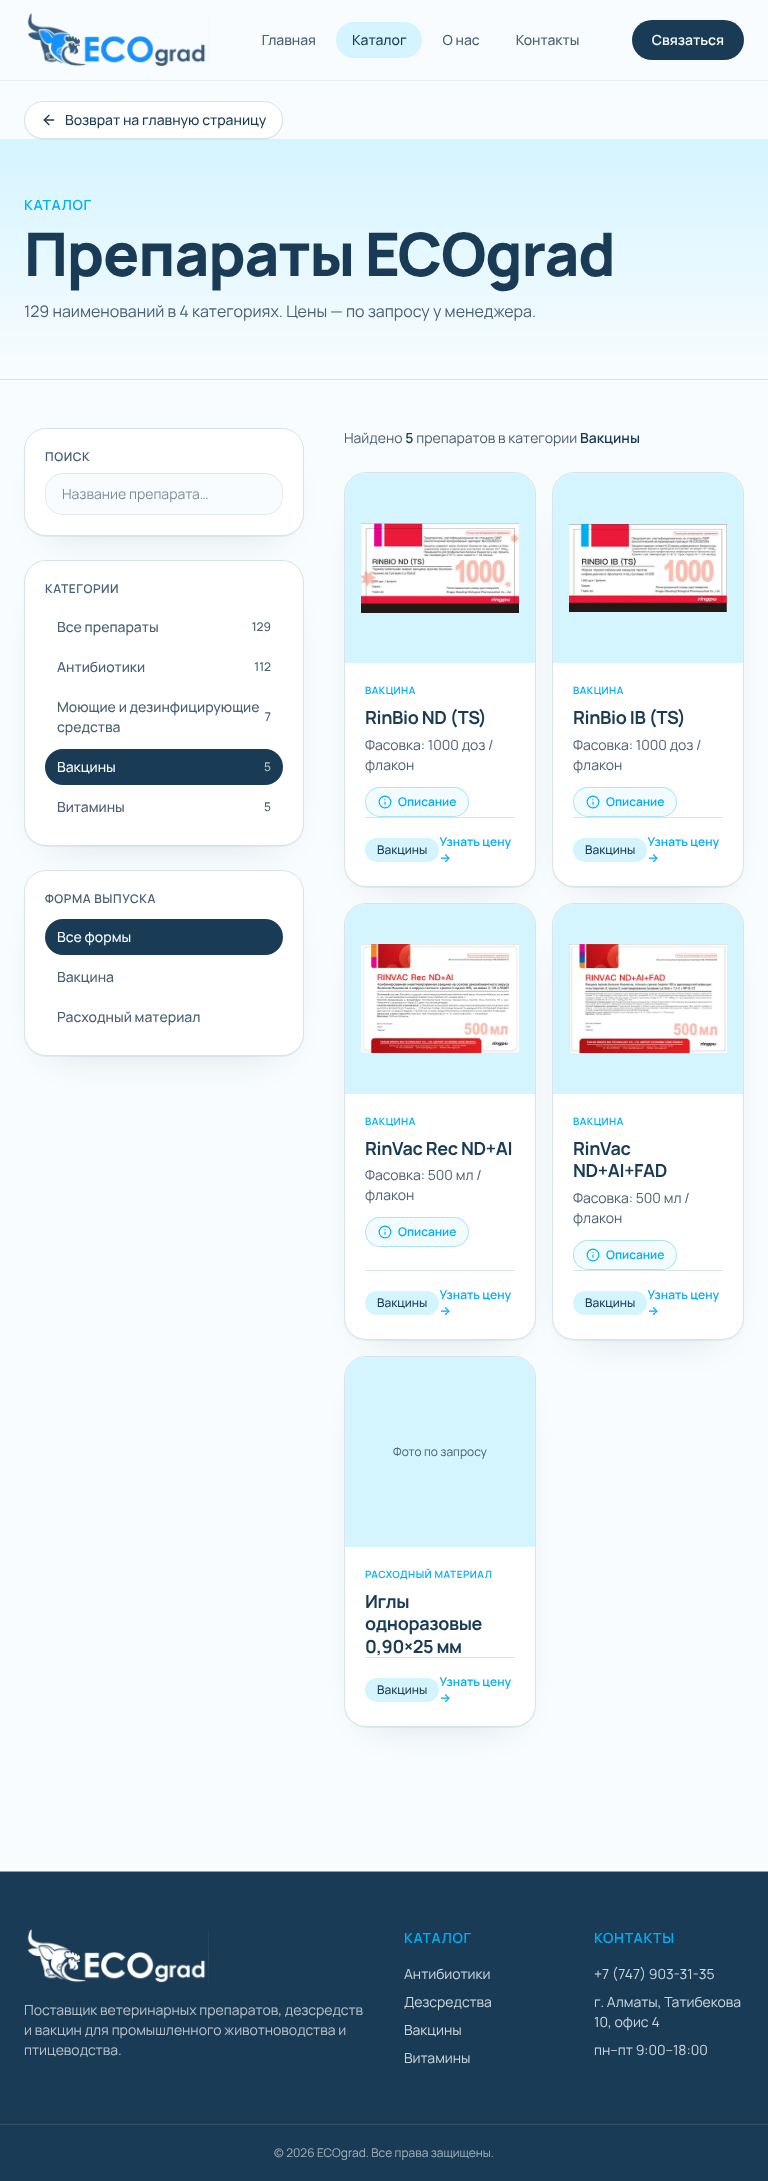 ECOgrad
Главная
Каталог
О нас
Контакты
Связаться
Возврат на главную страницу
КАТАЛОГ
Препараты ECOgrad
129 наименований в 4 категориях. Цены — по запросу у менеджера.
ПОИСК
Название препарата...
КАТЕГОРИИ
Все препараты 129
Антибиотики 112
Моющие и дезинфицирующие
средства 7
Вакцины 5
Витамины 5
ФОРМА ВЫПУСКА
Все формы
Вакцина
Расходный материал
Найдено 5 препаратов в категории Вакцины
RINBIO ND (TS)
1000
ringpu
ВАКЦИНА
RinBio ND (TS)
Фасовка: 1000 доз /
флакон
Описание
Вакцины
Узнать цену
→
RINBIO IB (TS)
1000
ringpu
ВАКЦИНА
RinBio IB (TS)
Фасовка: 1000 доз /
флакон
Описание
Вакцины
Узнать цену
→
RINVAC Rec ND+AI
500 мл
ringpu
ВАКЦИНА
RinVac Rec ND+AI
Фасовка: 500 мл /
флакон
Описание
Вакцины
Узнать цену
→
RINVAC ND+AI+FAD
500 мл
ringpu
ВАКЦИНА
RinVac
ND+AI+FAD
Фасовка: 500 мл /
флакон
Описание
Вакцины
Узнать цену
→
Фото по запросу
РАСХОДНЫЙ МАТЕРИАЛ
Иглы
одноразовые
0,90×25 мм
Вакцины
Узнать цену
→
ECOgrad
Поставщик ветеринарных препаратов, дезсредств
и вакцин для промышленного животноводства и
птицеводства.
КАТАЛОГ
Антибиотики
Дезсредства
Вакцины
Витамины
КОНТАКТЫ
+7 (747) 903-31-35
г. Алматы, Татибекова
10, офис 4
пн–пт 9:00–18:00
© 2026 ECOgrad. Все права защищены.